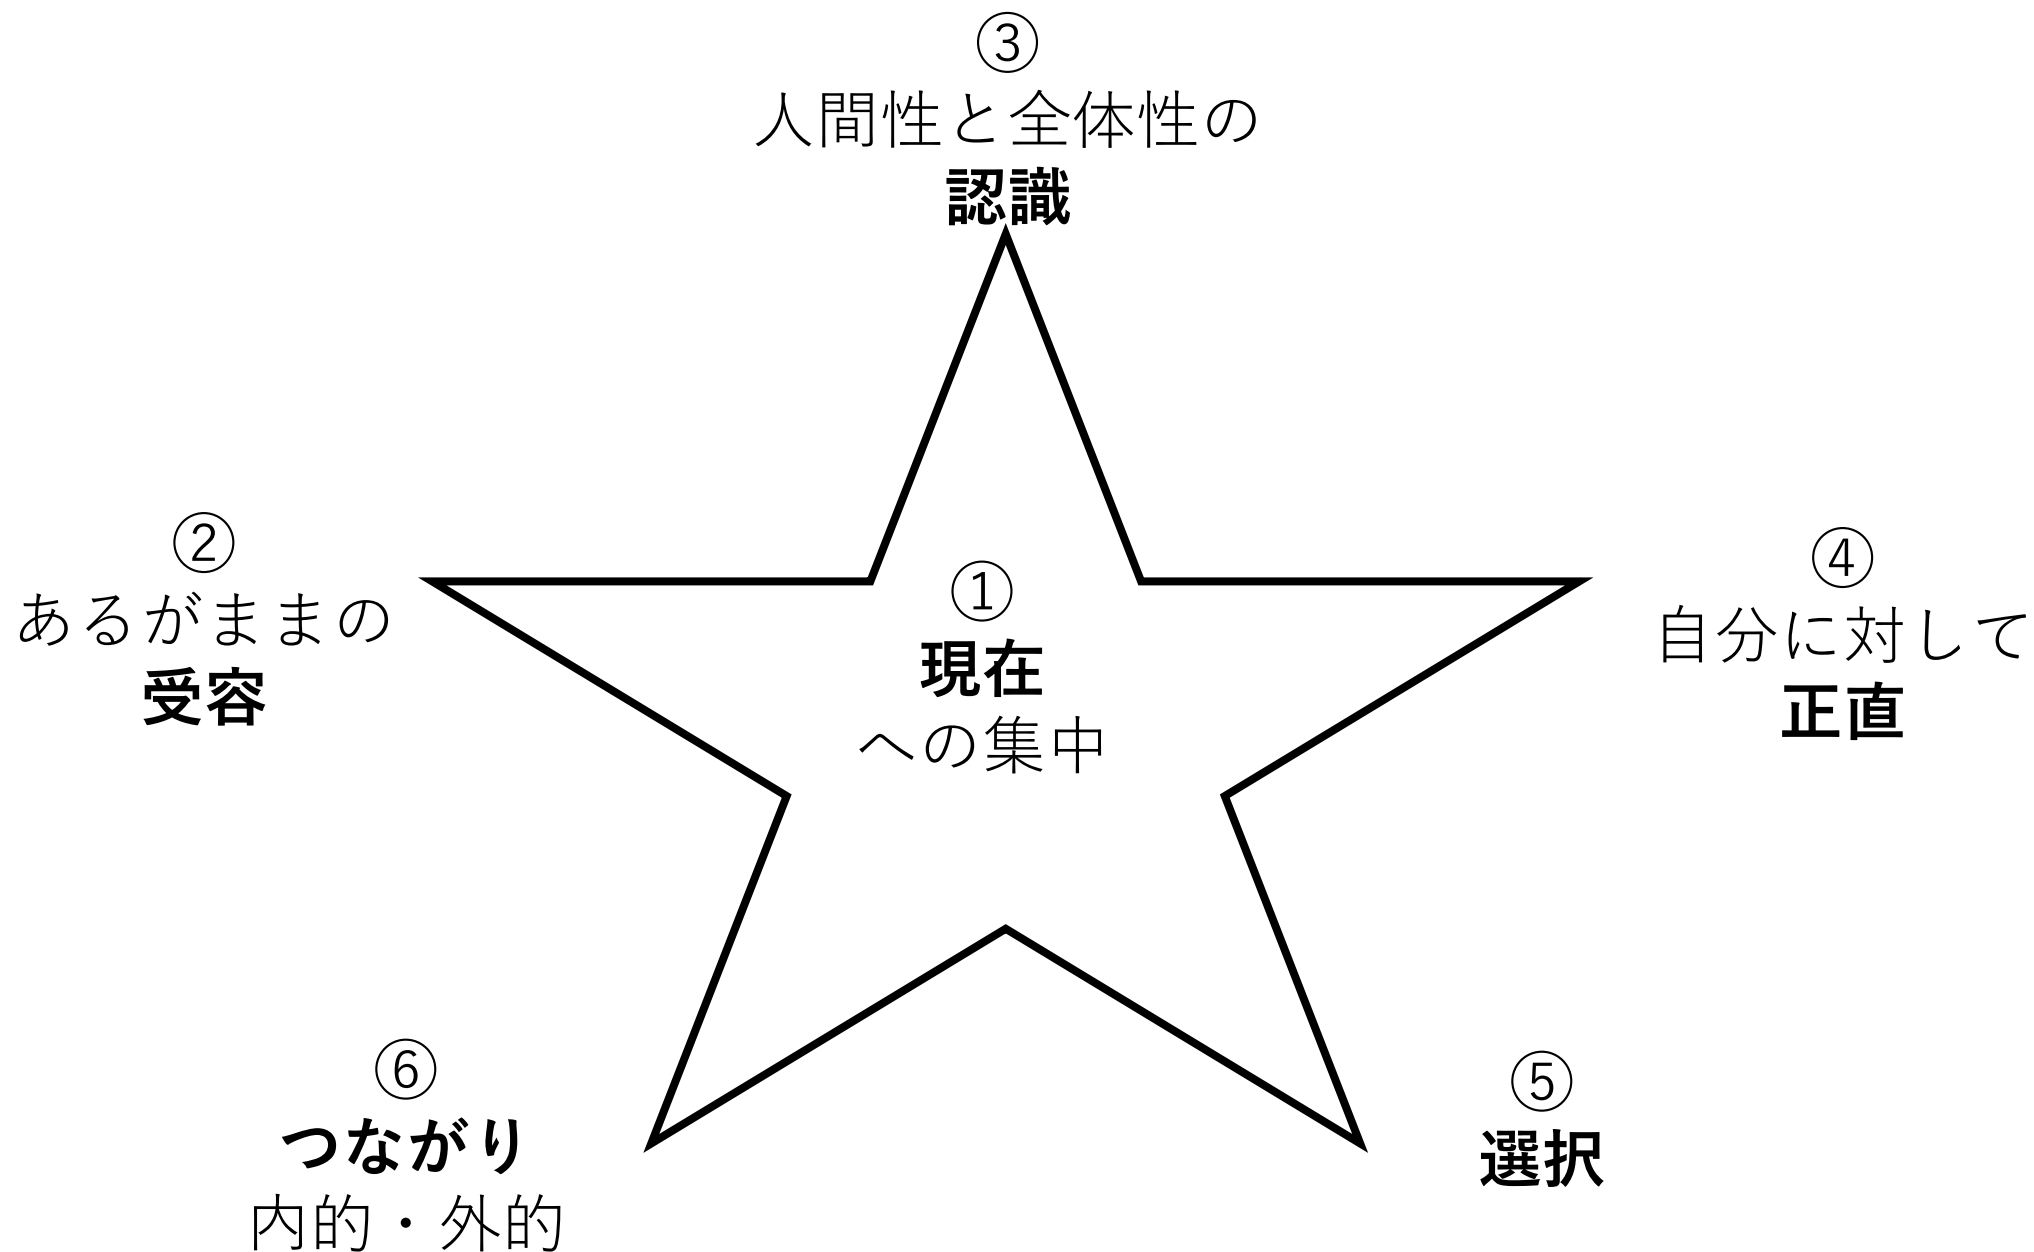 ③
人間性と全体性の
認識
②
あるがままの
受容
①
現在
への集中
④
自分に対して
正直
⑥
つながり
内的・外的
⑤
選択